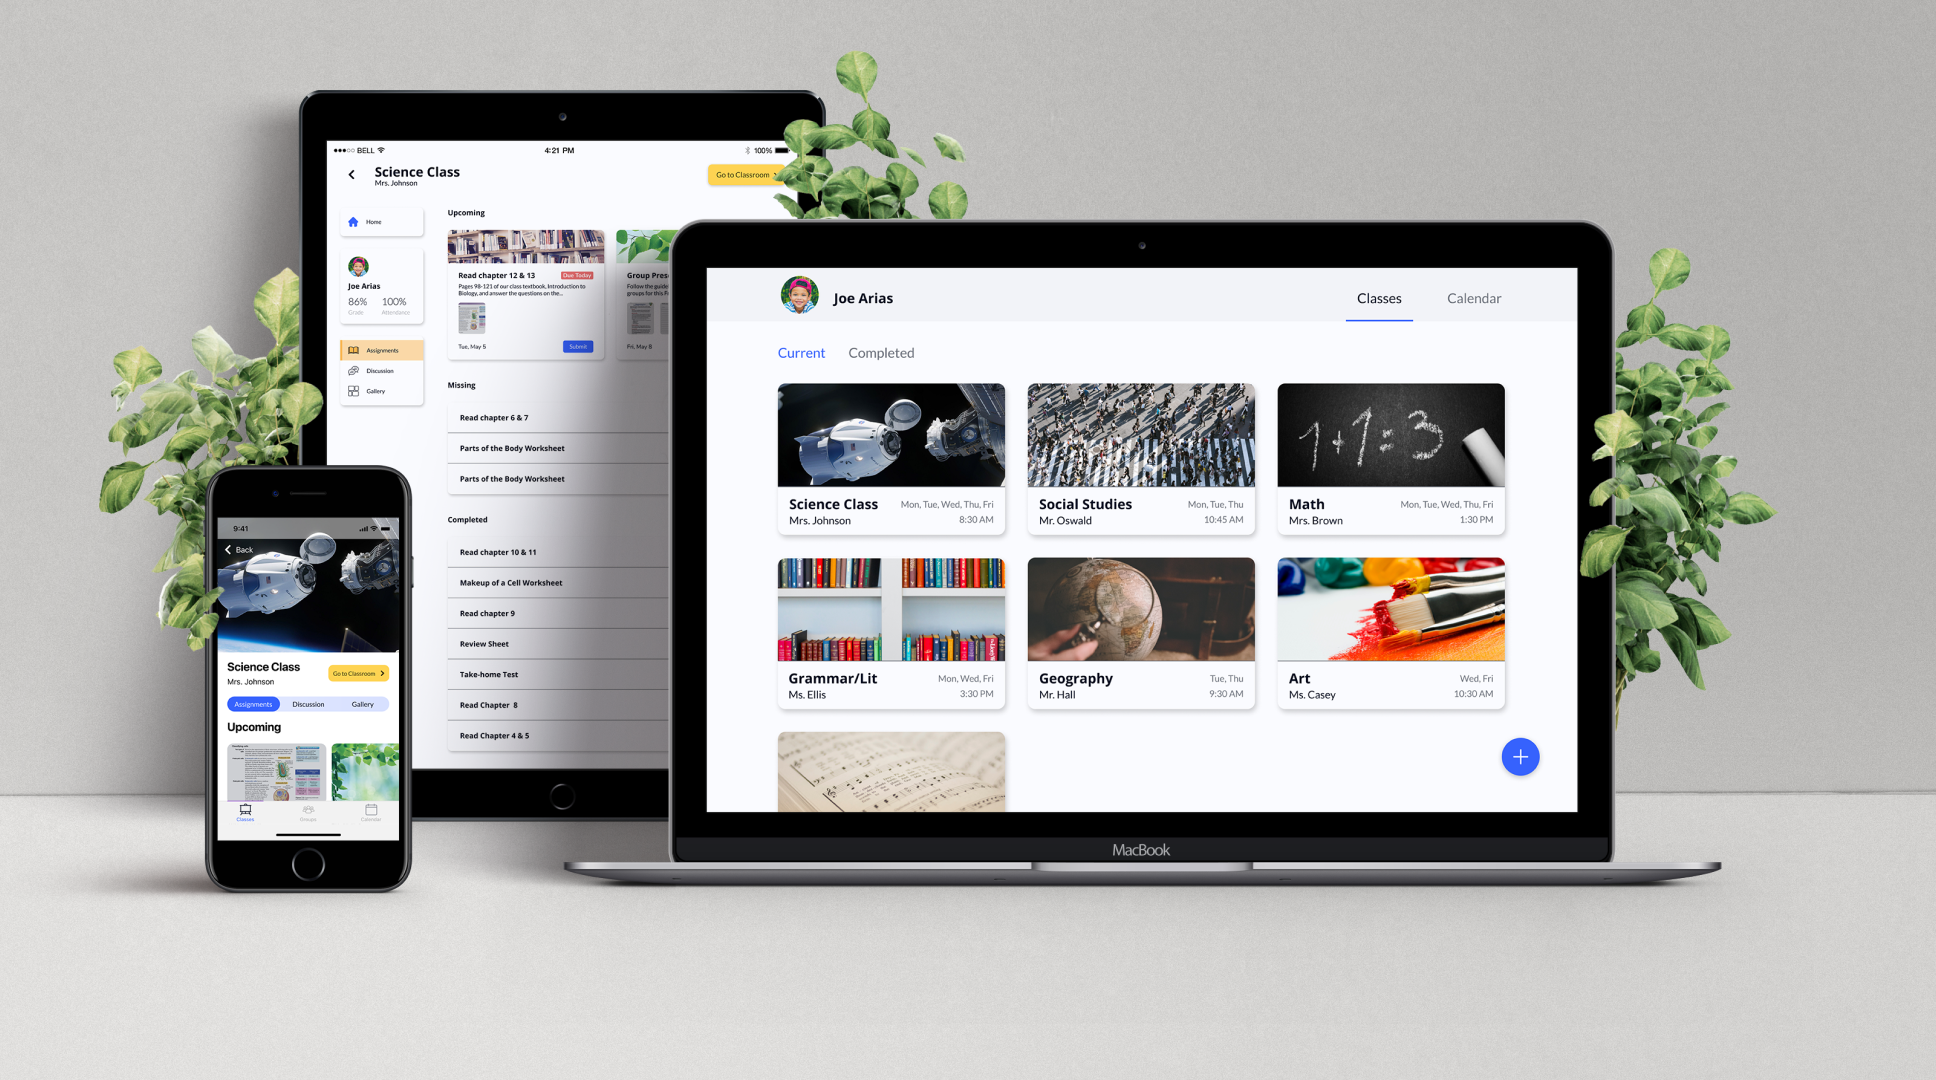 BELL
4:21 PM
100%
Science Class
Mrs. Johnson
Go to Classroom
Home
Joe Arias
86%
100%
Grade
Attendance
Assignments
Discussion
Gallery
Upcoming
Read chapter 12 & 13
Due Today
Pages 98-121 of our class textbook, Introduction to
Biology, and answer the questions on the...
Tue, May 5
Submit
Group Pres
Follow the guide
groups for this F
Fri, May 8
Missing
Read chapter 6 & 7
Parts of the Body Worksheet
Parts of the Body Worksheet
Completed
Read chapter 10 & 11
Makeup of a Cell Worksheet
Read chapter 9
Review Sheet
Take-home Test
Read Chapter 8
Read Chapter 4 & 5
9:41
Back
Science Class
Mrs. Johnson
Go to Classroom
Assignments
Discussion
Gallery
Upcoming
Classes
Groups
Calendar
Joe Arias
Classes
Calendar
Current
Completed
1+1=3
Science Class
Mon, Tue, Wed, Thu, Fri
Mrs. Johnson
8:30 AM
Social Studies
Mon, Tue, Thu
Mr. Oswald
10:45 AM
Math
Mon, Tue, Wed, Thu, Fri
Mrs. Brown
1:30 PM
Grammar/Lit
Mon, Wed, Fri
Ms. Ellis
3:30 PM
Geography
Tue, Thu
Mr. Hall
9:30 AM
Art
Wed, Fri
Ms. Casey
10:30 AM
MacBook